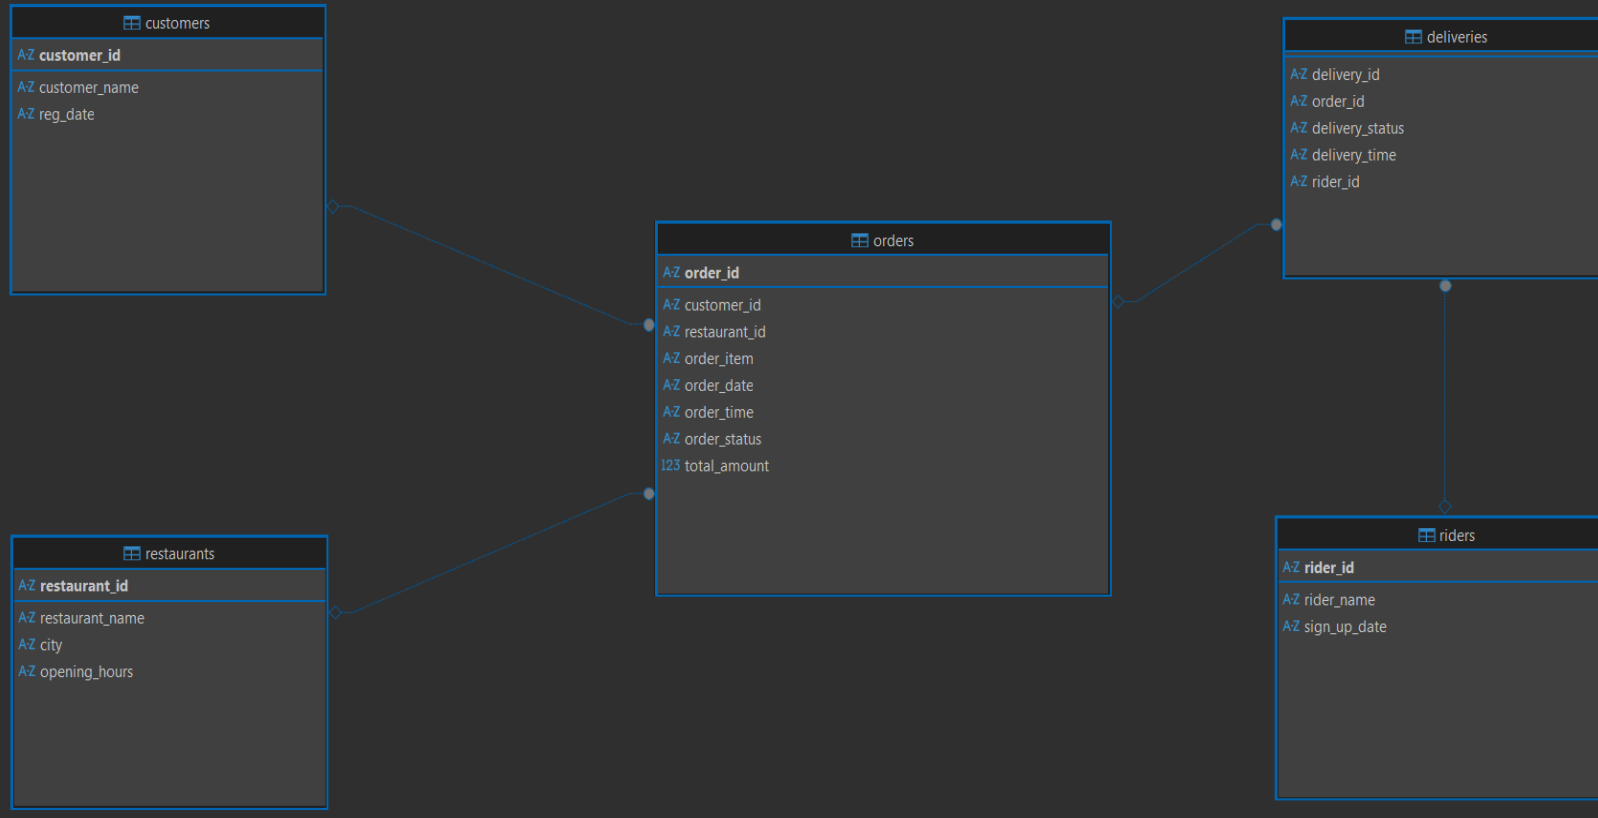 customers
A-Z customer_id
A-Z customer_name
A-Z reg_date
deliveries
A-Z delivery_id
A-Z order_id
A-Z delivery_status
A-Z delivery_time
A-Z rider_id
orders
A-Z order_id
A-Z customer_id
A-Z restaurant_id
A-Z order_item
A-Z order_date
A-Z order_time
A-Z order_status
123 total_amount
restaurants
A-Z restaurant_id
A-Z restaurant_name
A-Z city
A-Z opening_hours
riders
A-Z rider_id
A-Z rider_name
A-Z sign_up_date